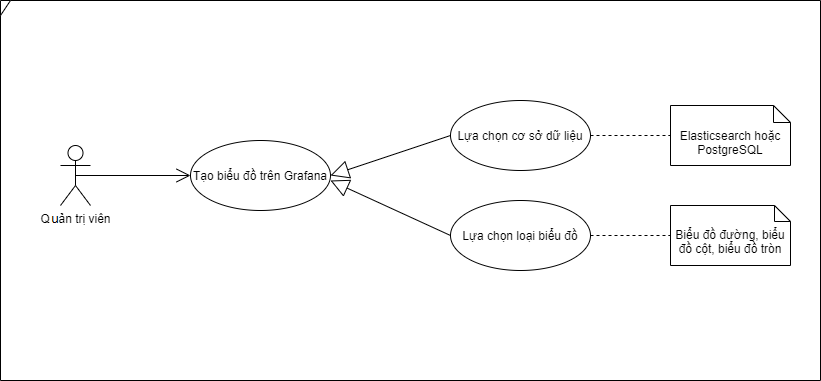 Quản trị viên
Tạo biểu đồ trên Grafana
Lựa chọn cơ sở dữ liệu
Elasticsearch hoặc
PostgreSQL
Lựa chọn loại biểu đồ
Biểu đồ đường, biểu
đồ cột, biểu đồ tròn